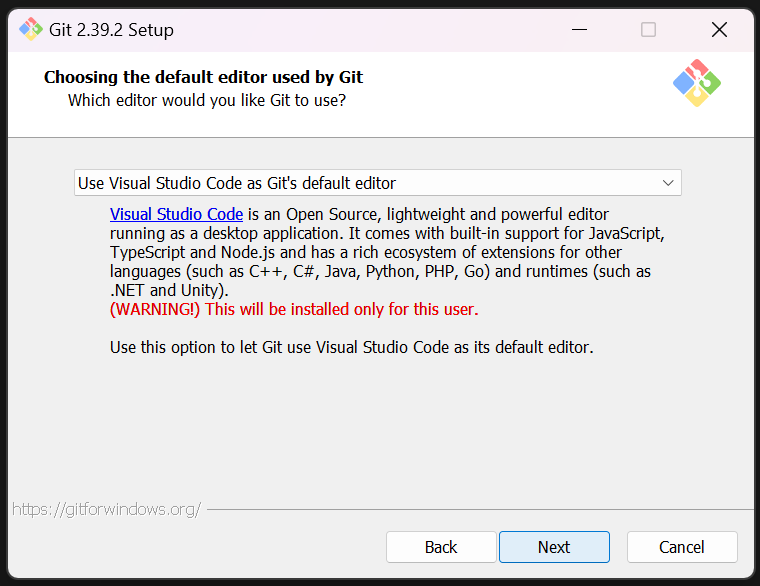 Git 2.39.2 Setup
Choosing the default editor used by Git
Which editor would you like Git to use?
Use Visual Studio Code as Git's default editor
Visual Studio Code is an Open Source, lightweight and powerful editor
running as a desktop application. It comes with built-in support for JavaScript,
TypeScript and Node.js and has a rich ecosystem of extensions for other
languages (such as C++, C#, Java, Python, PHP, Go) and runtimes (such as
.NET and Unity).
(WARNING!) This will be installed only for this user.
Use this option to let Git use Visual Studio Code as its default editor.
https://gitforwindows.org/
Back Next Cancel